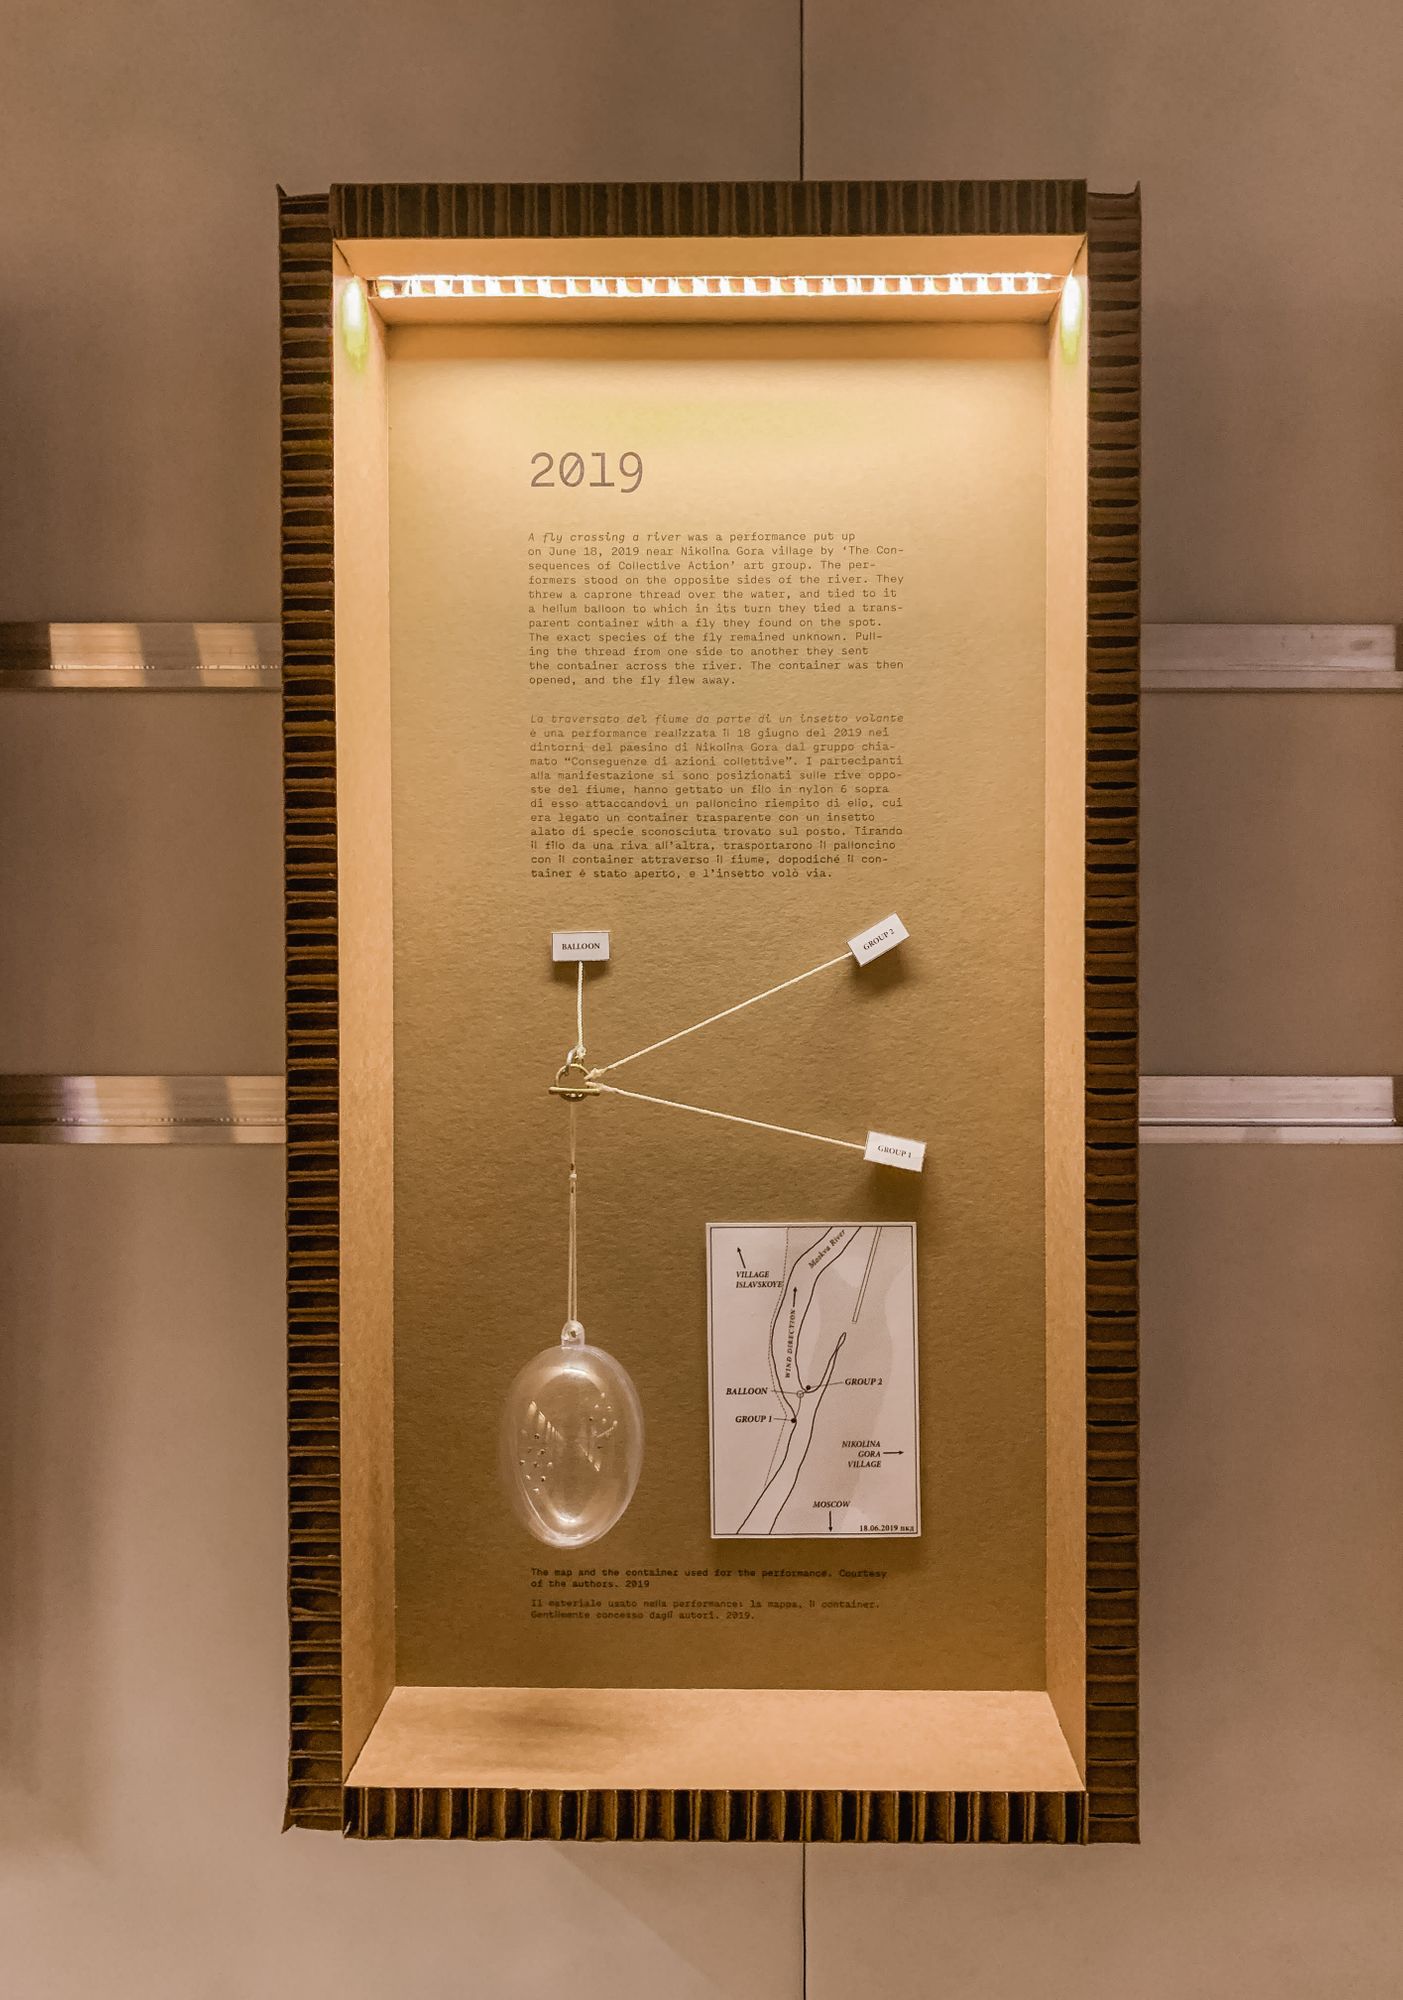 2019
A fly crossing a river was a performance put up
on June 18, 2019 near Nikolina Gora village by ‘The Con-
sequences of Collective Action’ art group. The per-
formers stood on the opposite sides of the river. They
threw a caprone thread over the water, and tied to it
a helium balloon to which in its turn they tied a trans-
parent container with a fly they found on the spot.
The exact species of the fly remained unknown. Pull-
ing the thread from one side to another they sent
the container across the river. The container was then
opened, and the fly flew away.
La traversata del fiume da parte di un insetto volante
è una performance realizzata il 18 giugno del 2019 nei
dintorni del paesino di Nikolina Gora dal gruppo chia-
mato “Conseguenze di azioni collettive”. I partecipanti
alla manifestazione si sono posizionati sulle rive oppo-
ste del fiume, hanno gettato un filo in nylon 6 sopra
di esso attaccandovi un palloncino riempito di elio, cui
era legato un container trasparente con un insetto
alato di specie sconosciuta trovato sul posto. Tirando
il filo da una riva all’altra, trasportarono il palloncino
con il container attraverso il fiume, dopodiché il con-
tainer è stato aperto, e l’insetto volò via.
BALLOON
GROUP 2
GROUP 1
Moskva River
VILLAGE
ISLAVSKOYE
WIND DIRECTION
BALLOON
GROUP 2
GROUP 1
NIKOLINA
GORA
VILLAGE
MOSCOW
18.06.2019 пкд
The map and the container used for the performance. Courtesy
of the authors. 2019
Il materiale usato nella performance: la mappa, il container.
Gentilmente concesso dagli autori. 2019.